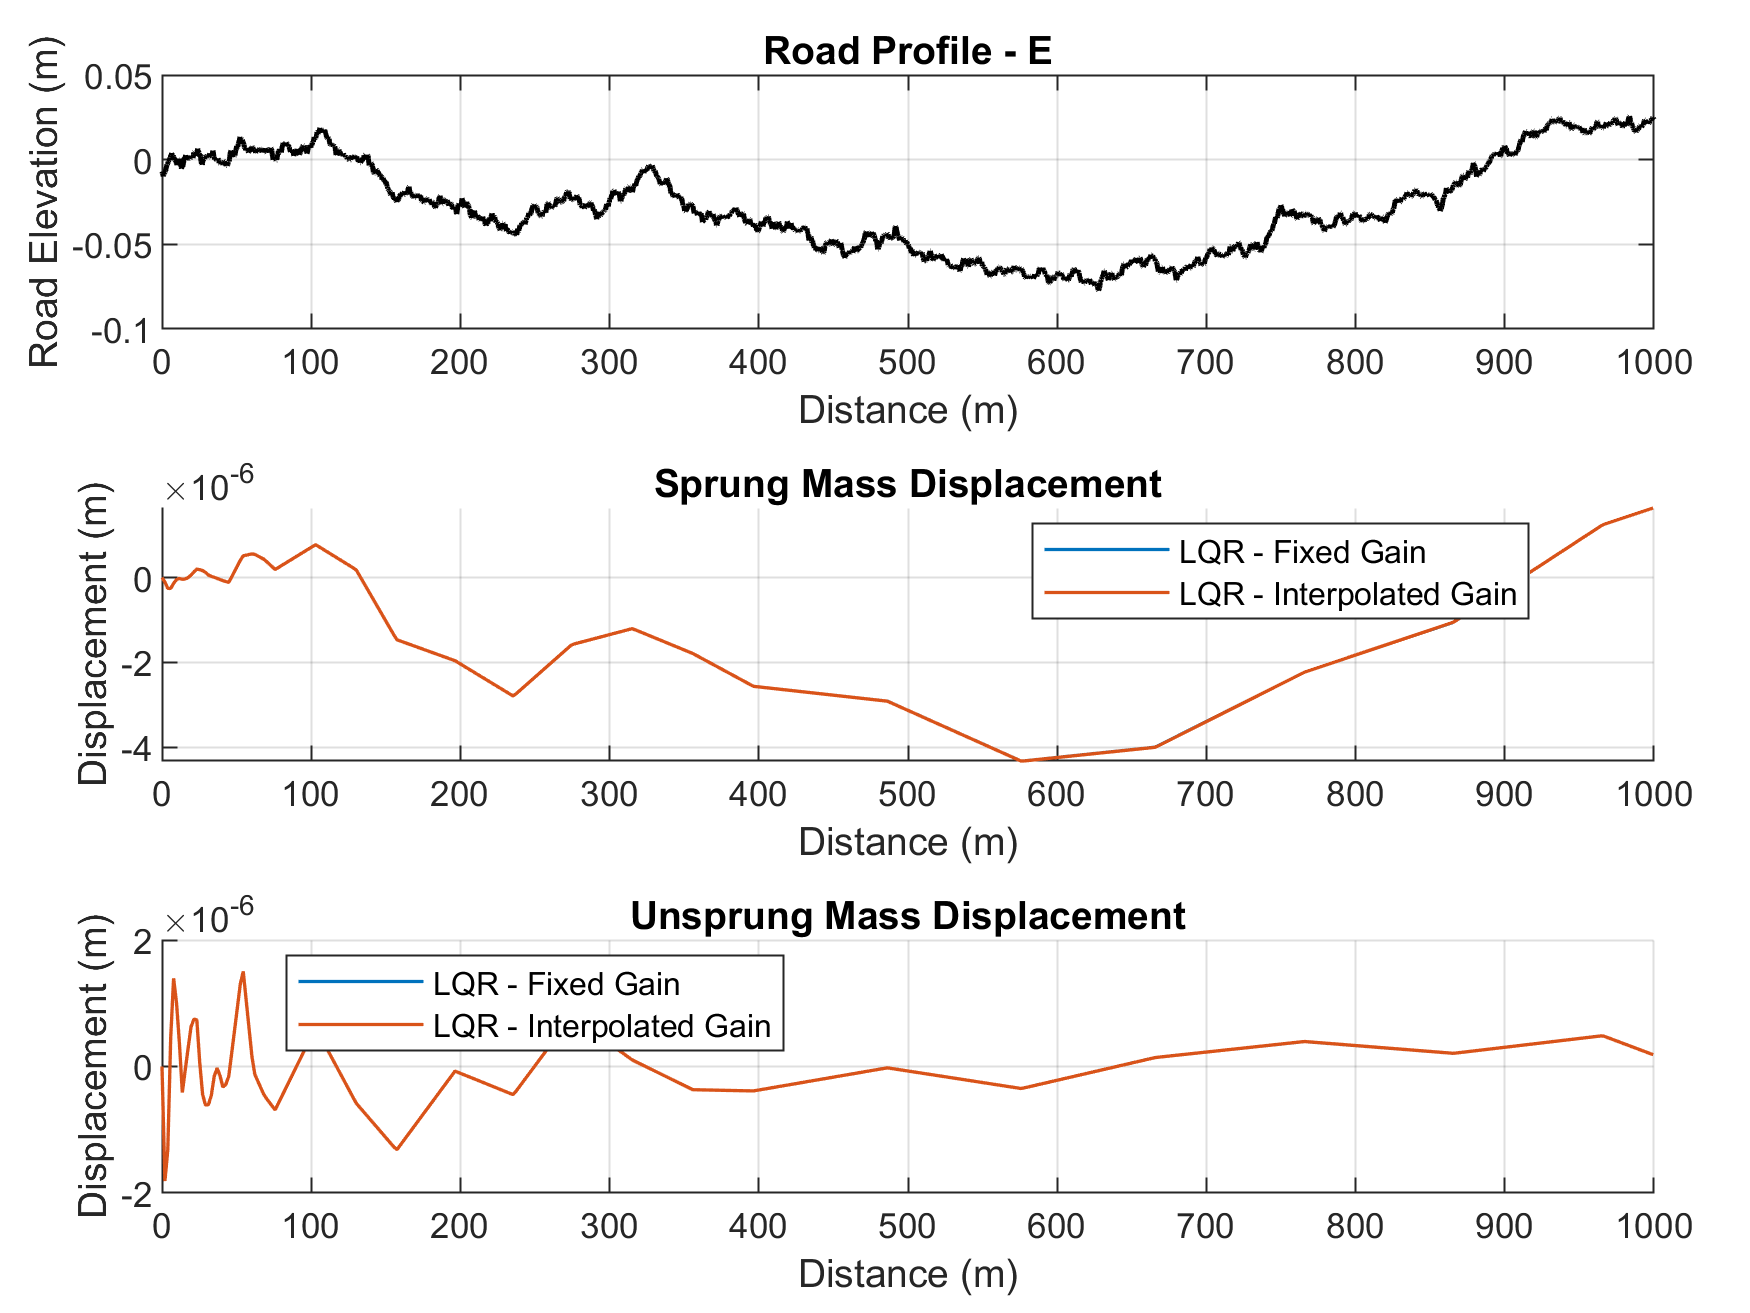 Road Profile - E
Road Elevation (m)
0.05
0
-0.05
-0.1
0 100 200 300 400 500 600 700 800 900 1000
Distance (m)
×10-6
Sprung Mass Displacement
Displacement (m)
0
-2
-4
LQR - Fixed Gain
LQR - Interpolated Gain
0 100 200 300 400 500 600 700 800 900 1000
Distance (m)
×10-6
Unsprung Mass Displacement
Displacement (m)
2
0
-2
LQR - Fixed Gain
LQR - Interpolated Gain
0 100 200 300 400 500 600 700 800 900 1000
Distance (m)